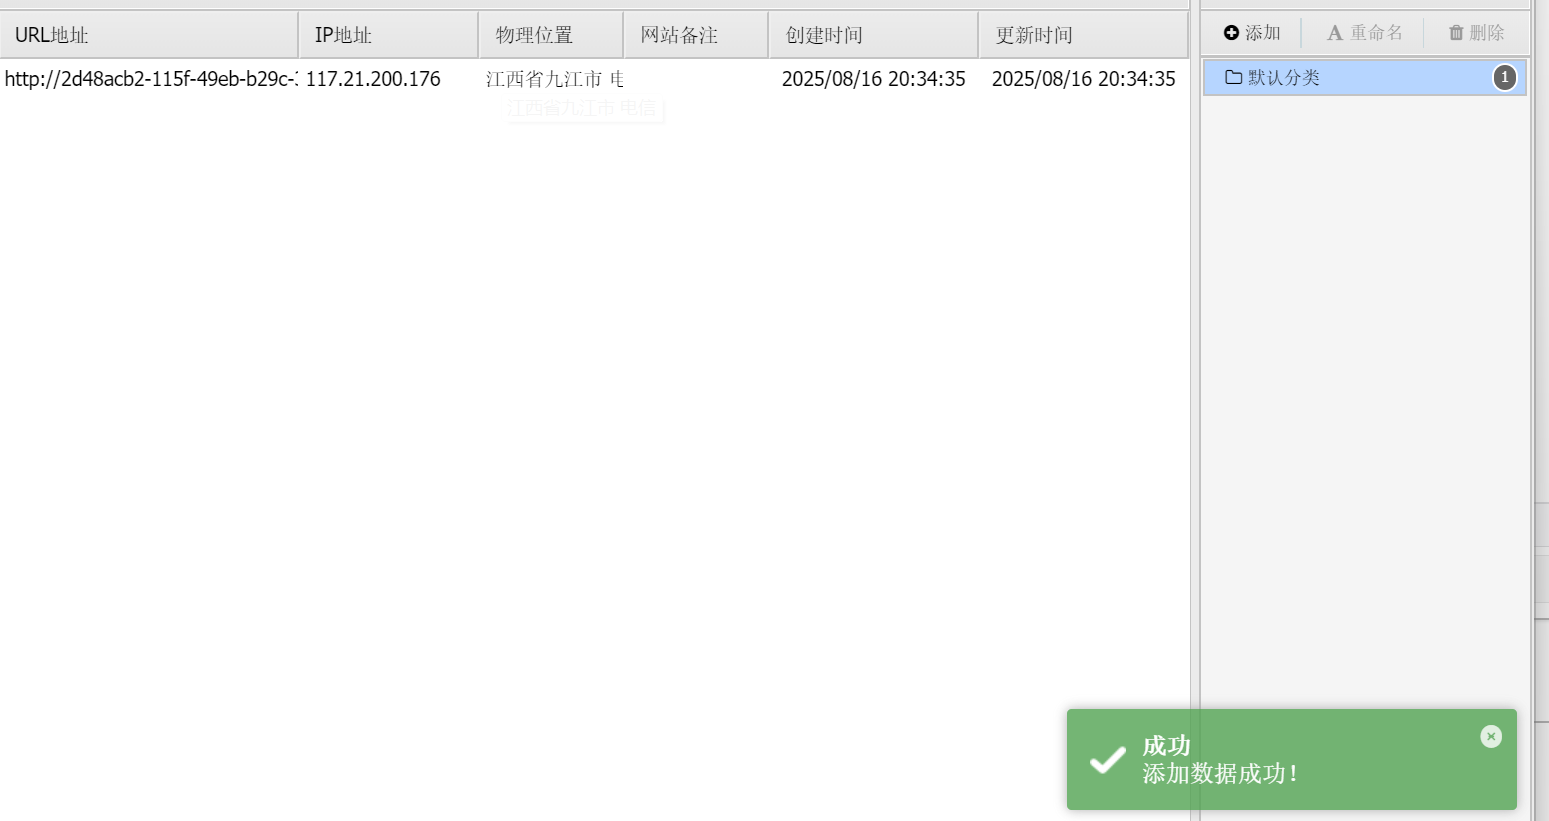 URL地址 IP地址 物理位置 网站备注 创建时间 更新时间
http://2d48acb2-115f-49eb-b29c- 117.21.200.176 江西省九江市 电 2025/08/16 20:34:35 2025/08/16 20:34:35
江西省九江市 电信
添加 重命名 删除
默认分类 1
成功
添加数据成功！